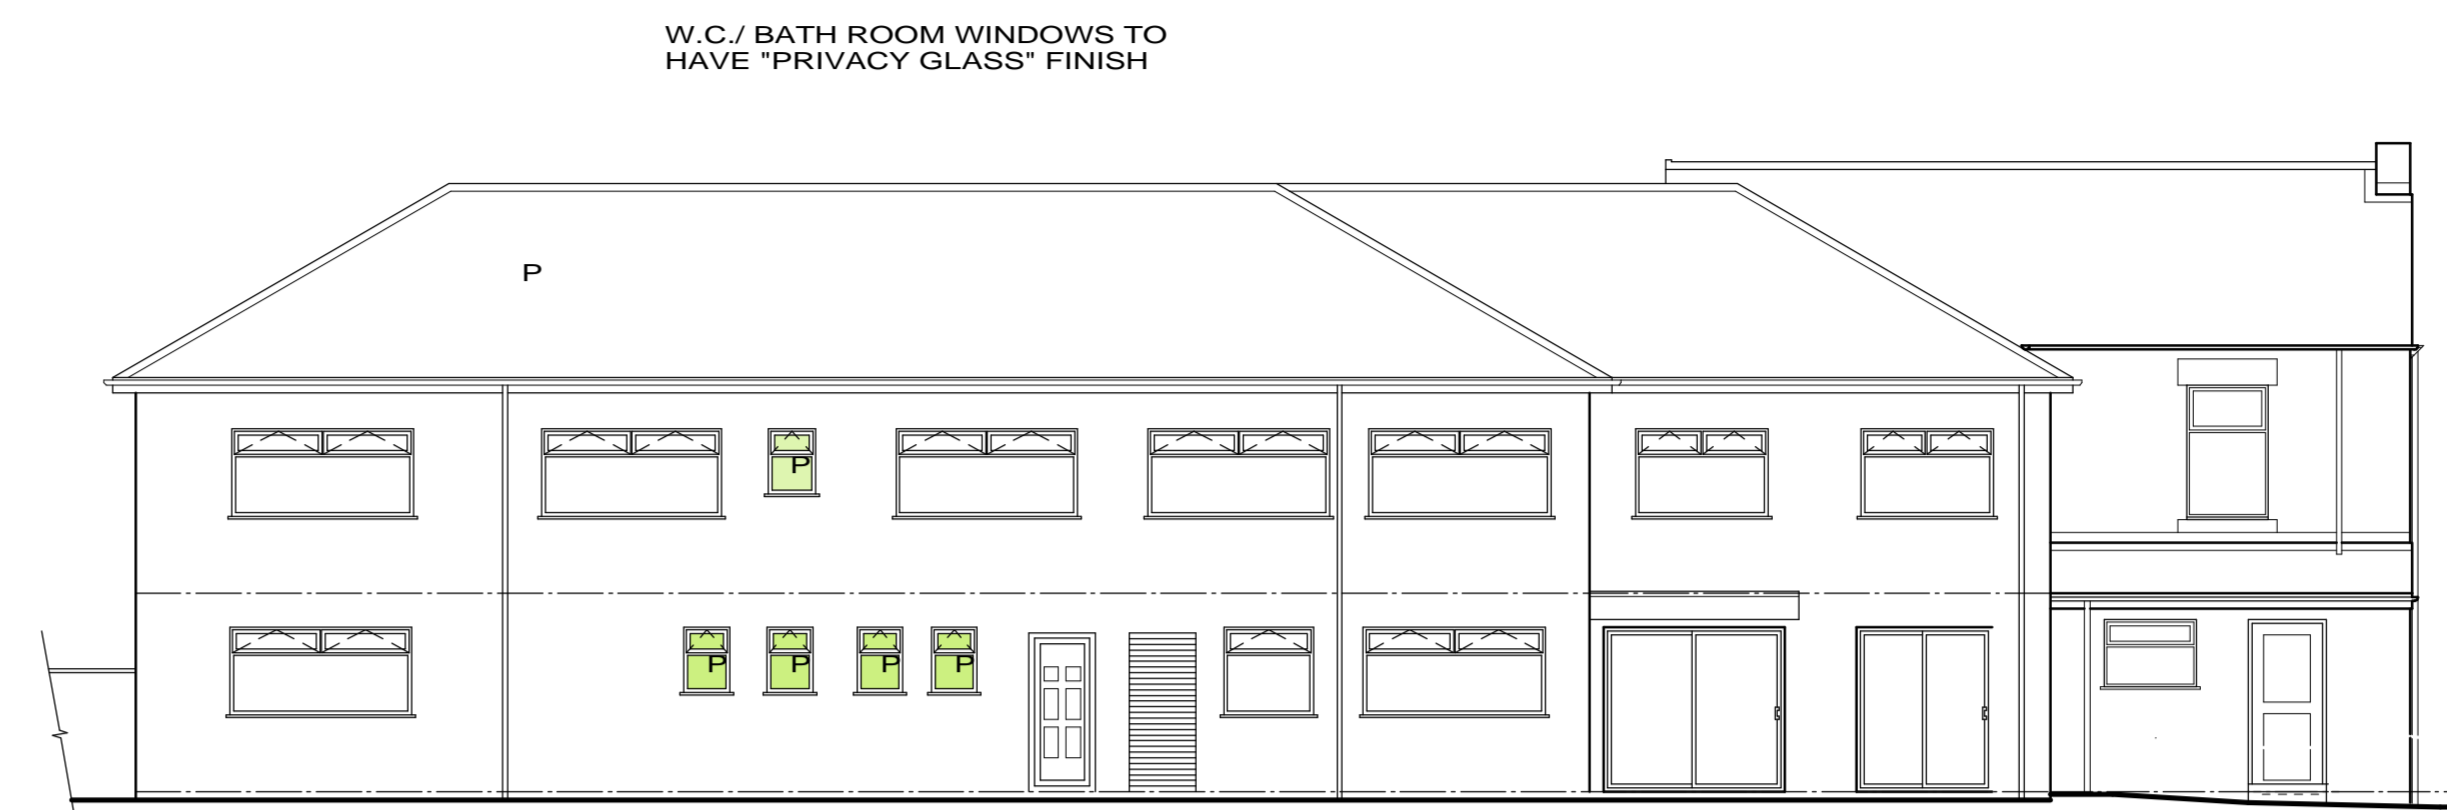 W.C./ BATH ROOM WINDOWS TO
HAVE "PRIVACY GLASS" FINISH
P
P
P P P P